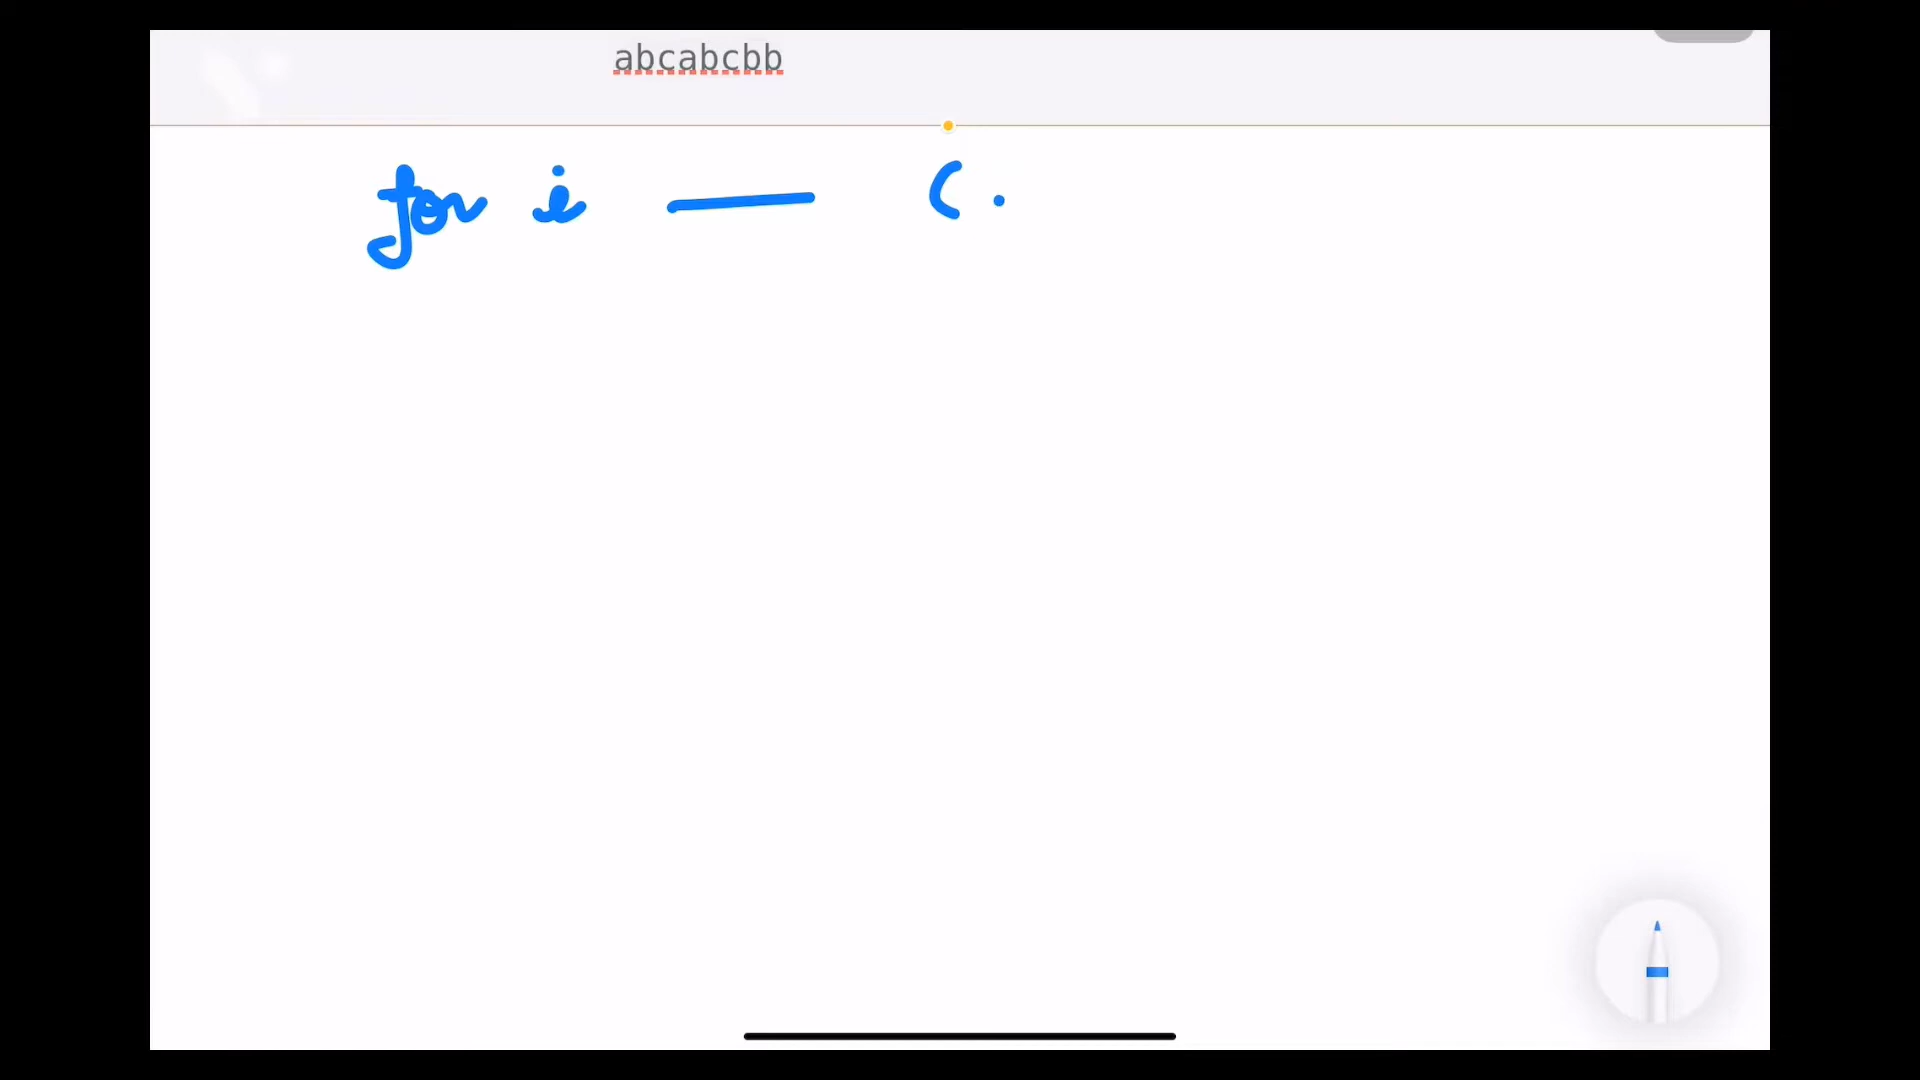 abcabcbb
for i — (.